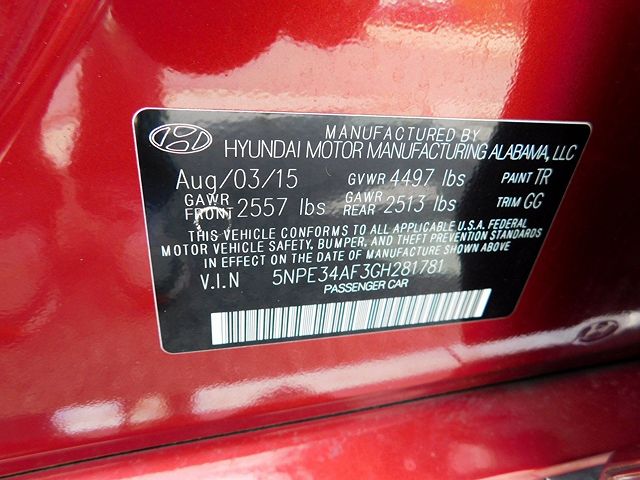 MANUFACTURED BY
HYUNDAI MOTOR MANUFACTURING ALABAMA, LLC
Aug/03/15 GVWR 4497 lbs PAINT TR
GAWR FRONT 2557 lbs GAWR REAR 2513 lbs TRIM GG
THIS VEHICLE CONFORMS TO ALL APPLICABLE U.S.A. FEDERAL
MOTOR VEHICLE SAFETY, BUMPER, AND THEFT PREVENTION STANDARDS
IN EFFECT ON THE DATE OF MANUFACTURE SHOWN ABOVE
V.I.N 5NPE34AF3GH281781
PASSENGER CAR